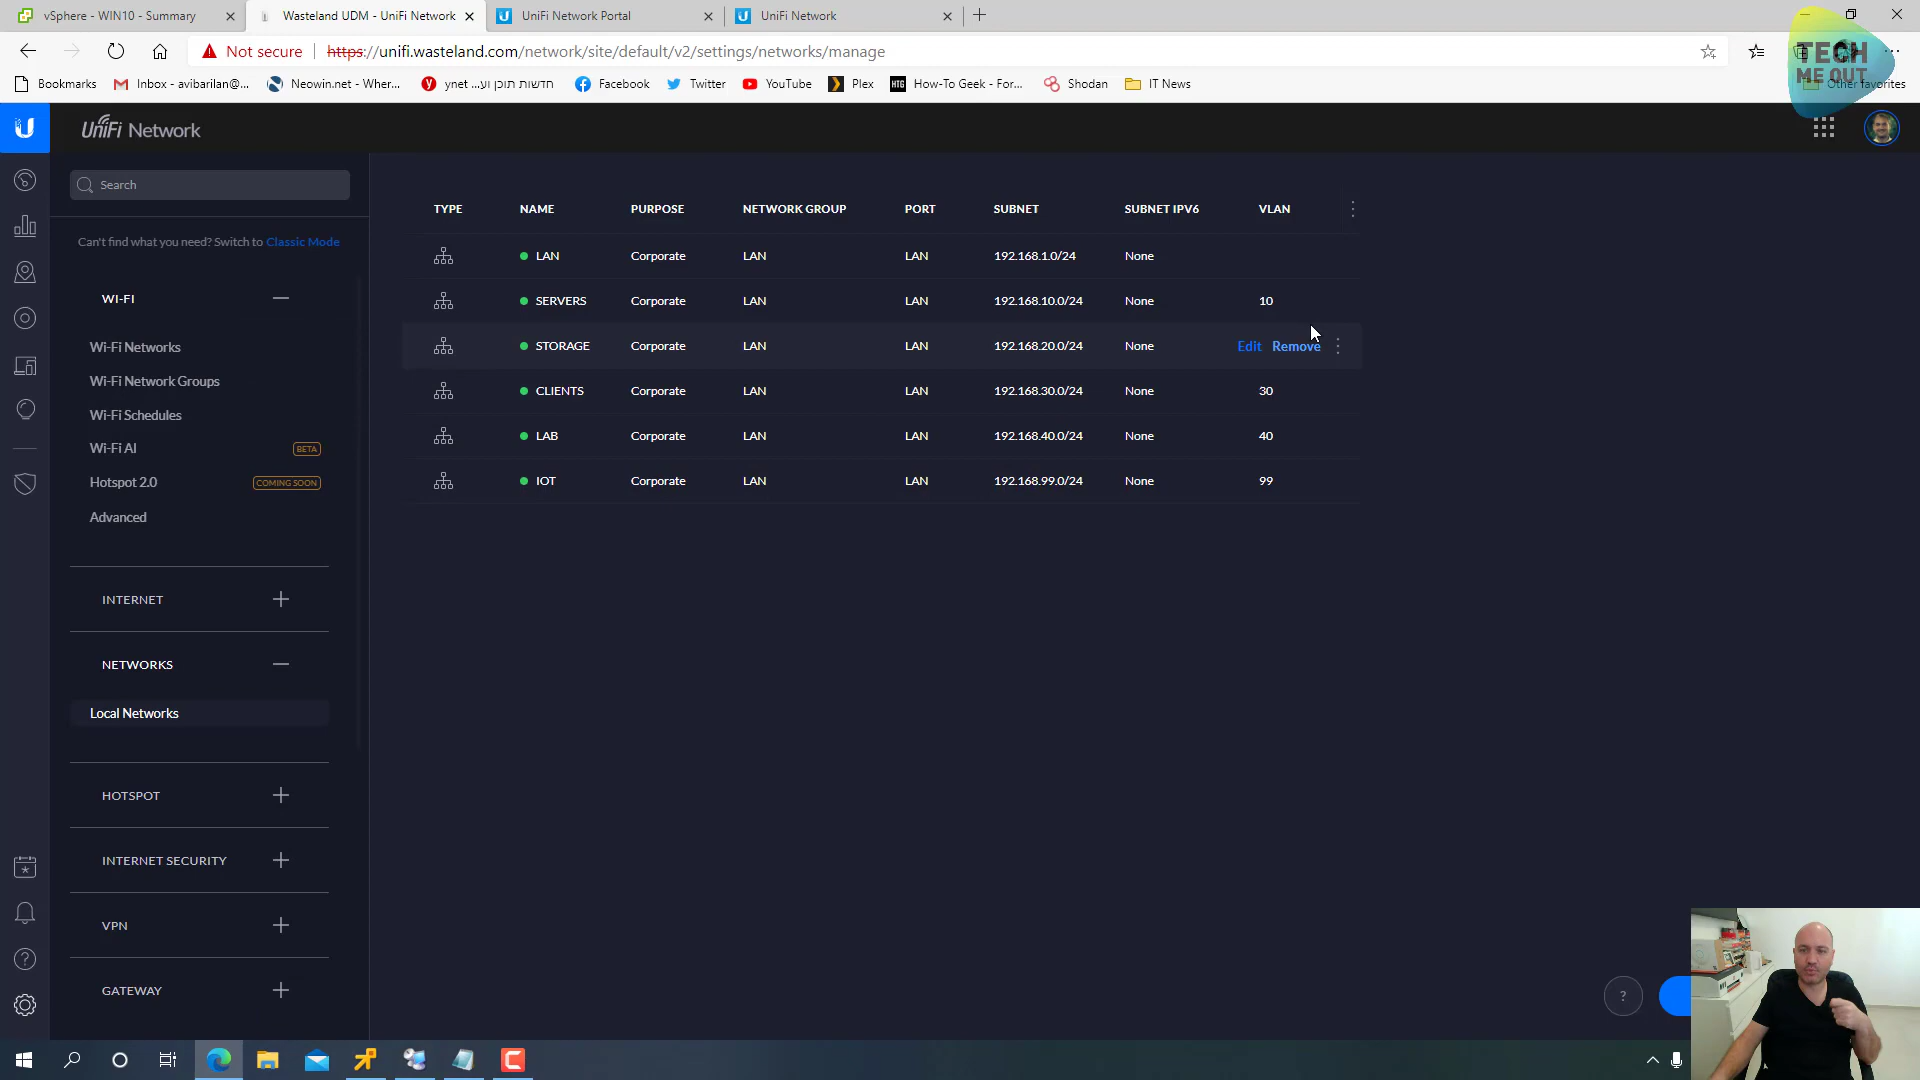 vSphere - WIN10 - Summary
Wasteland UDM - UniFi Network
UniFi Network Portal
UniFi Network
Not secure
https://unifi.wasteland.com/network/site/default/v2/settings/networks/manage
TECH
ME OUT
Bookmarks
Inbox - avibarilan@...
Neowin.net - Wher...
ynet חדשות תוכן וע...
Facebook
Twitter
YouTube
Plex
HTG
How-To Geek - For...
Shodan
IT News
Other favorites
UniFi Network
Search
Can't find what you need? Switch to Classic Mode
WI-FI
Wi-Fi Networks
Wi-Fi Network Groups
Wi-Fi Schedules
Wi-Fi AI BETA
Hotspot 2.0 COMING SOON
Advanced
INTERNET
NETWORKS
Local Networks
HOTSPOT
INTERNET SECURITY
VPN
GATEWAY
TYPE NAME PURPOSE NETWORK GROUP PORT SUBNET SUBNET IPV6 VLAN
LAN Corporate LAN LAN 192.168.1.0/24 None
SERVERS Corporate LAN LAN 192.168.10.0/24 None 10
STORAGE Corporate LAN LAN 192.168.20.0/24 None Edit Remove
CLIENTS Corporate LAN LAN 192.168.30.0/24 None 30
LAB Corporate LAN LAN 192.168.40.0/24 None 40
IOT Corporate LAN LAN 192.168.99.0/24 None 99
?